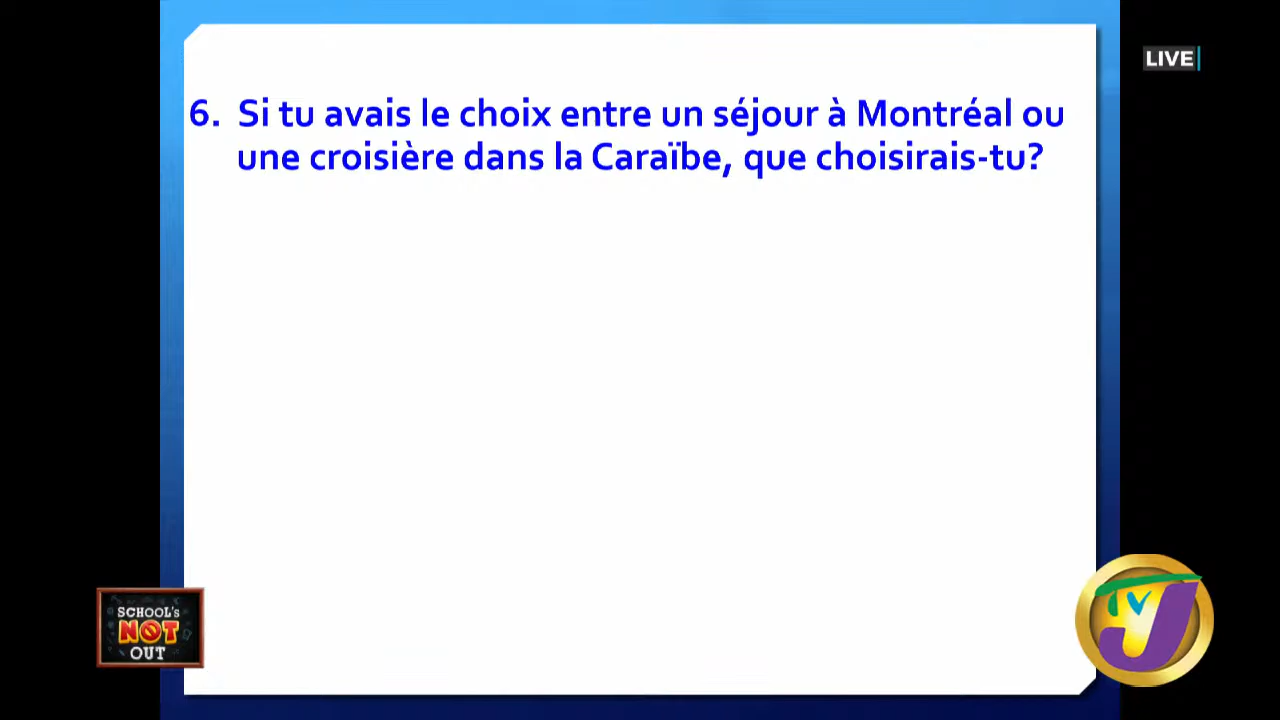 LIVE
6. Si tu avais le choix entre un séjour à Montréal ou
une croisière dans la Caraïbe, que choisirais-tu?
SCHOOL's
NOT
OUT
TVJ